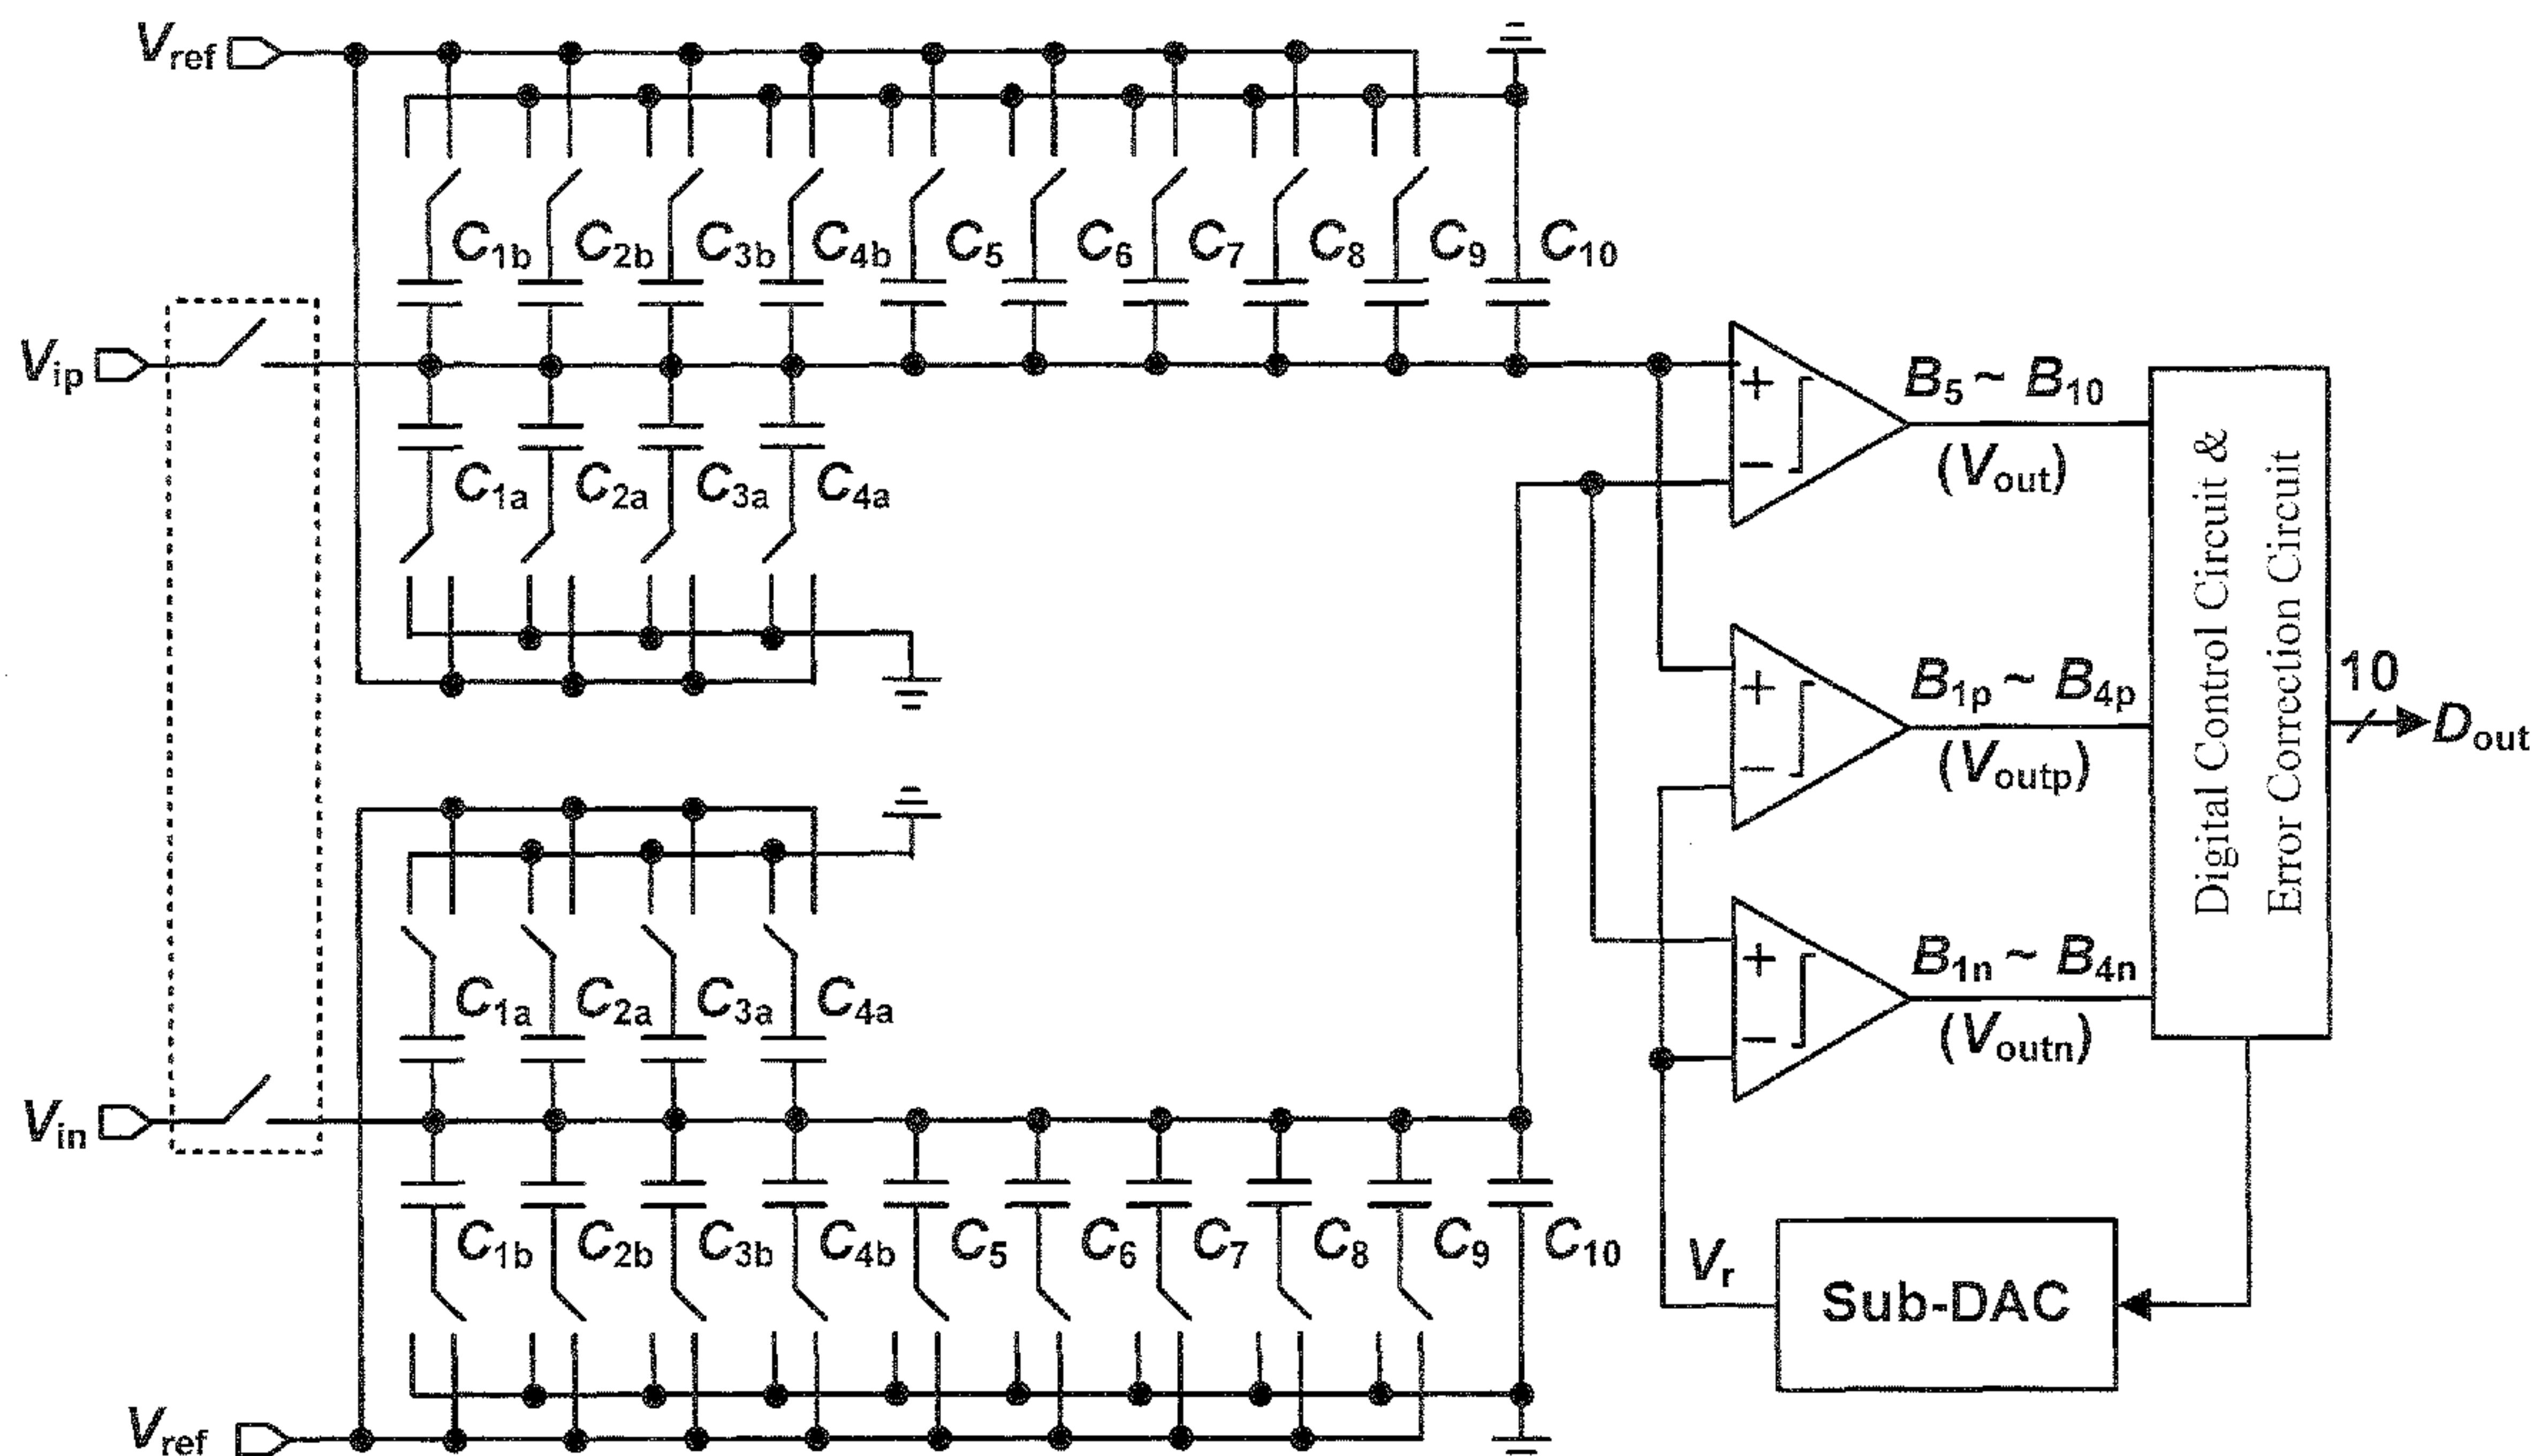 Vref
C1b C2b C3b C4b C5 C6 C7 C8 C9 C10
Vip
C1a C2a C3a C4a
+
−
B5 ~ B10
(Vout)
+
−
B1p ~ B4p
(Voutp)
+
−
B1n ~ B4n
(Voutn)
Digital Control Circuit &
Error Correction Circuit
10
Dout
C1a C2a C3a C4a
Vin
C1b C2b C3b C4b C5 C6 C7 C8 C9 C10
Vr
Sub-DAC
Vref